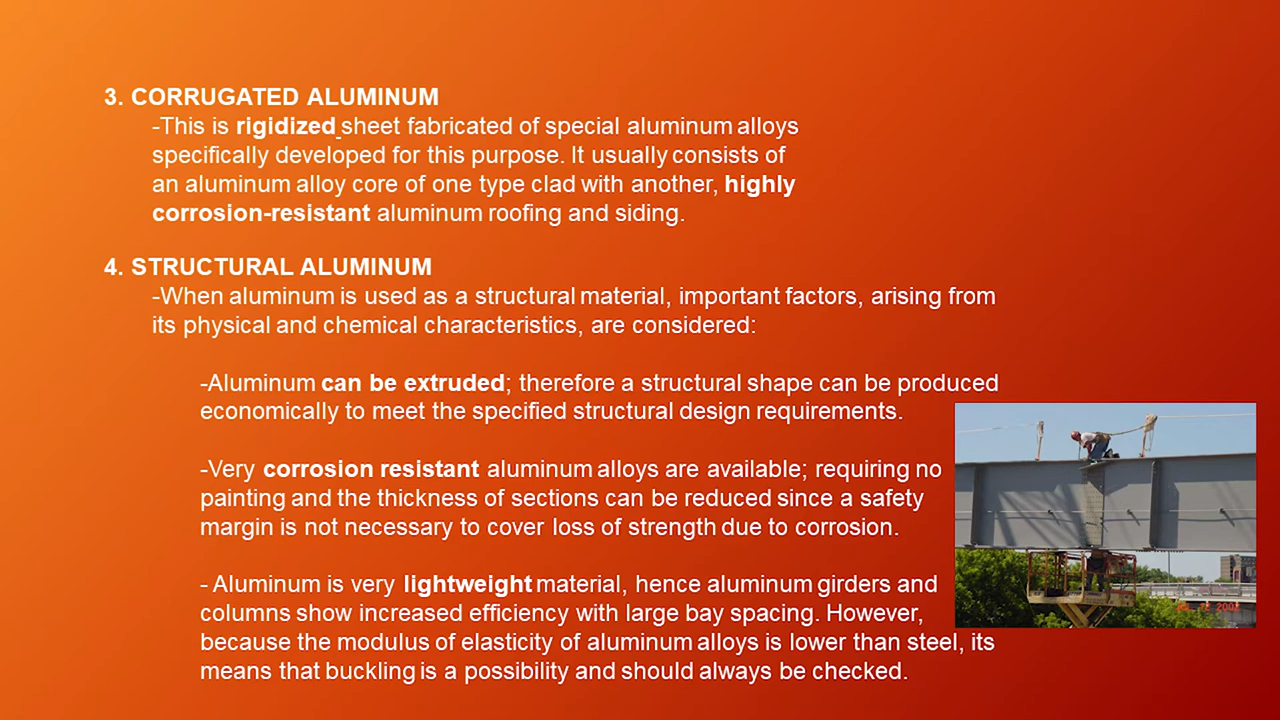 3. CORRUGATED ALUMINUM
-This is rigidized sheet fabricated of special aluminum alloys
specifically developed for this purpose. It usually consists of
an aluminum alloy core of one type clad with another, highly
corrosion-resistant aluminum roofing and siding.
4. STRUCTURAL ALUMINUM
-When aluminum is used as a structural material, important factors, arising from
its physical and chemical characteristics, are considered:
-Aluminum can be extruded; therefore a structural shape can be produced
economically to meet the specified structural design requirements.
-Very corrosion resistant aluminum alloys are available; requiring no
painting and the thickness of sections can be reduced since a safety
margin is not necessary to cover loss of strength due to corrosion.
- Aluminum is very lightweight material, hence aluminum girders and
columns show increased efficiency with large bay spacing. However,
because the modulus of elasticity of aluminum alloys is lower than steel, its
means that buckling is a possibility and should always be checked.